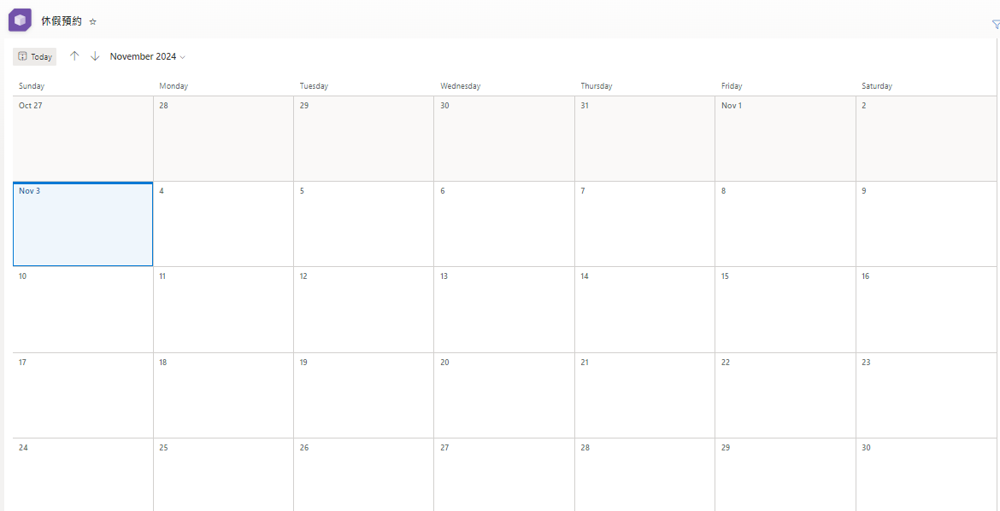 休假預約
Today November 2024
Sunday Monday Tuesday Wednesday Thursday Friday Saturday
Oct 27 28 29 30 31 Nov 1 2
Nov 3 4 5 6 7 8 9
10 11 12 13 14 15 16
17 18 19 20 21 22 23
24 25 26 27 28 29 30